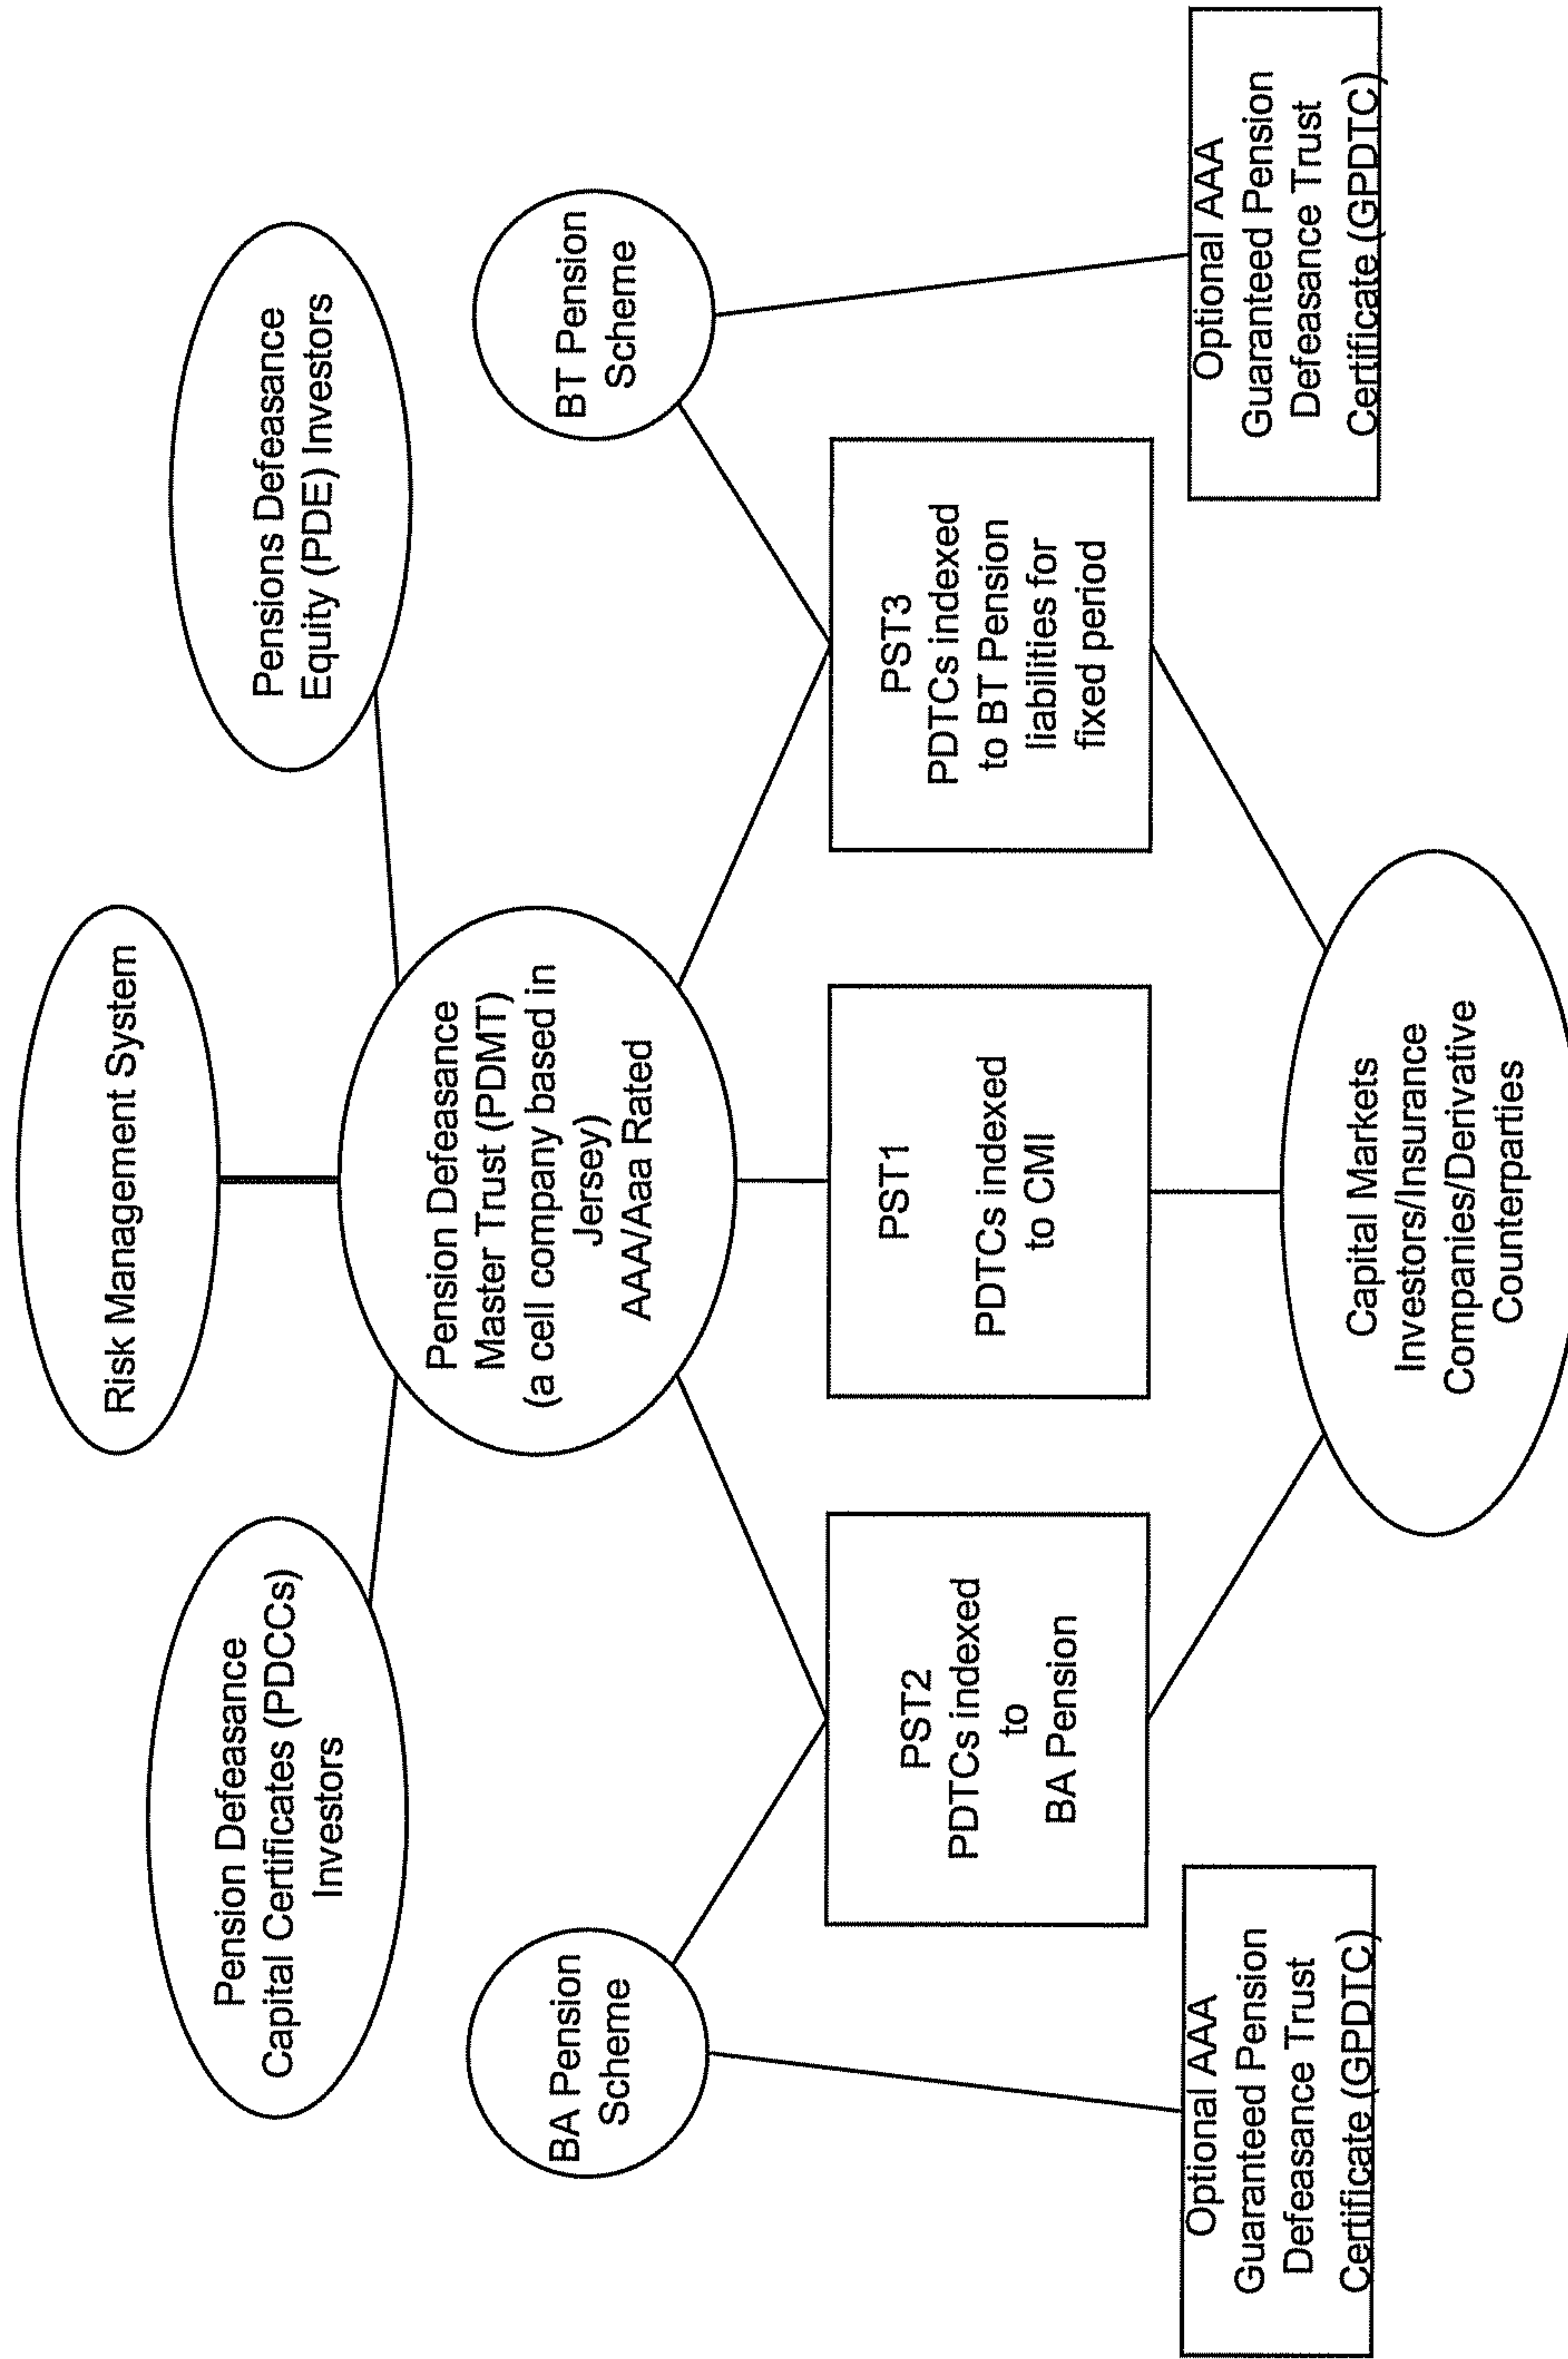 Risk Management System
Pension Defeasance
Capital Certificates (PDCCs)
Investors
Pensions Defeasance
Equity (PDE) Investors
Pension Defeasance
Master Trust (PDMT)
(a cell company based in
Jersey)
AAA/Aaa Rated
BA Pension
Scheme
BT Pension
Scheme
PST2
PDTCs indexed
to
BA Pension
PST1
PDTCs indexed
to CMI
PST3
PDTCs indexed
to BT Pension
liabilities for
fixed period
Optional AAA
Guaranteed Pension
Defeasance Trust
Certificate (GPDTC)
Capital Markets
Investors/Insurance
Companies/Derivative
Counterparties
Optional AAA
Guaranteed Pension
Defeasance Trust
Certificate (GPDTC)